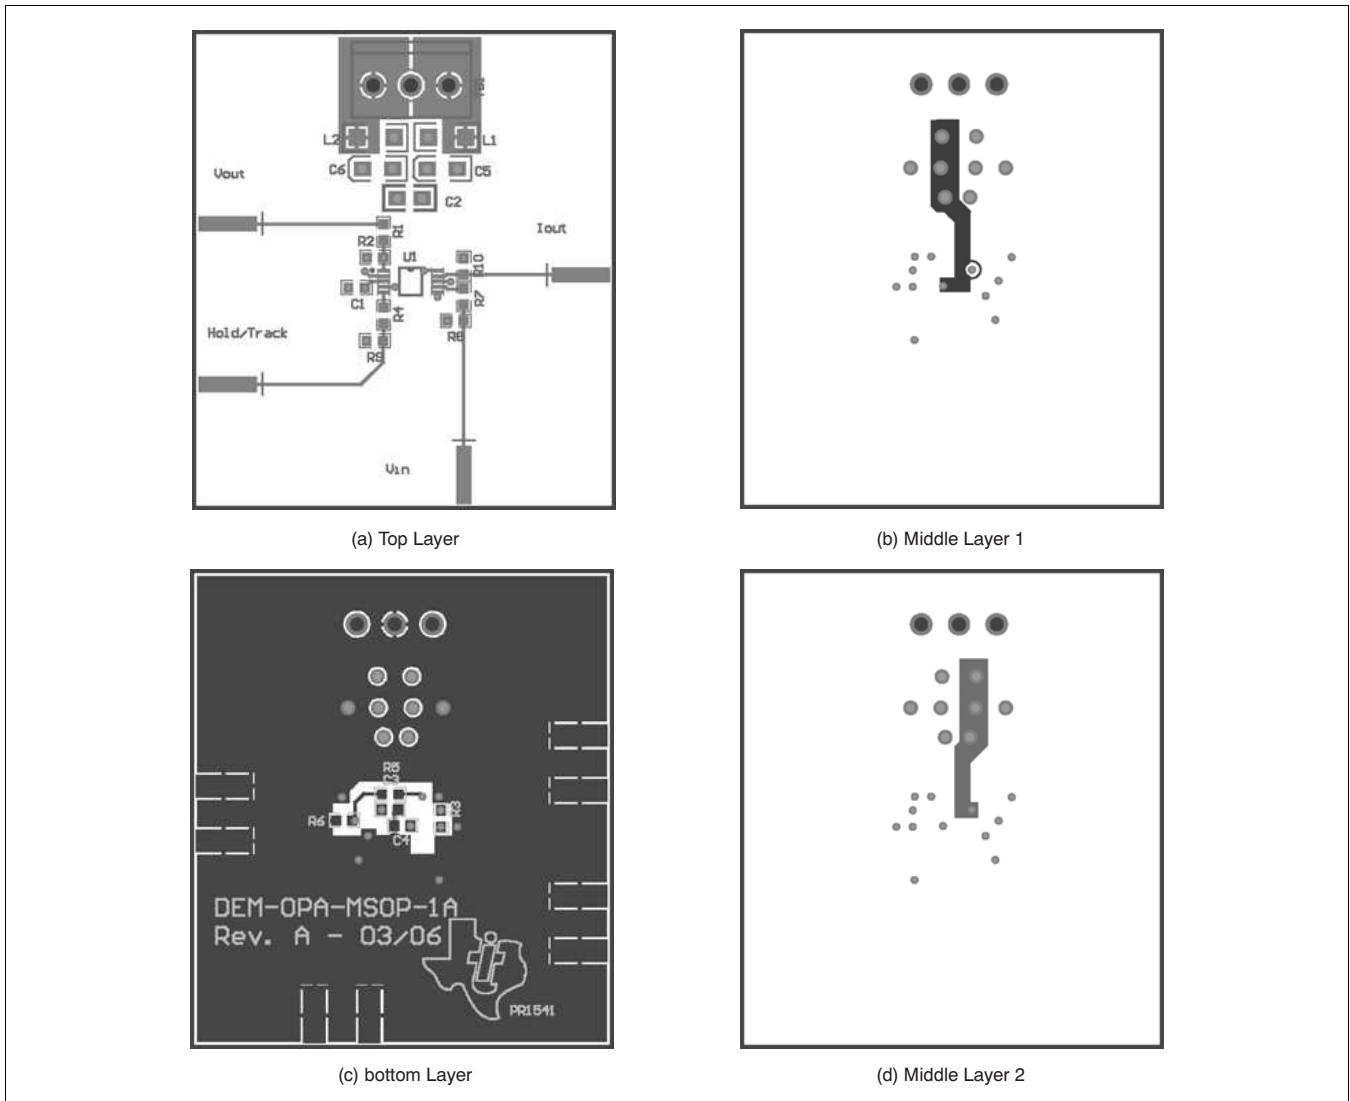 TB1
L2
L1
C6
C5
Vout
C2
R1
Iout
R2
U1
R10
C1
R7
R4
Hold/Track
R8
R9
Vin
(a) Top Layer
(b) Middle Layer 1
R5
C3
R3
R6
C4
DEM-OPA-MSOP-1A
Rev. A - 03/06
PR1541
(c) bottom Layer
(d) Middle Layer 2